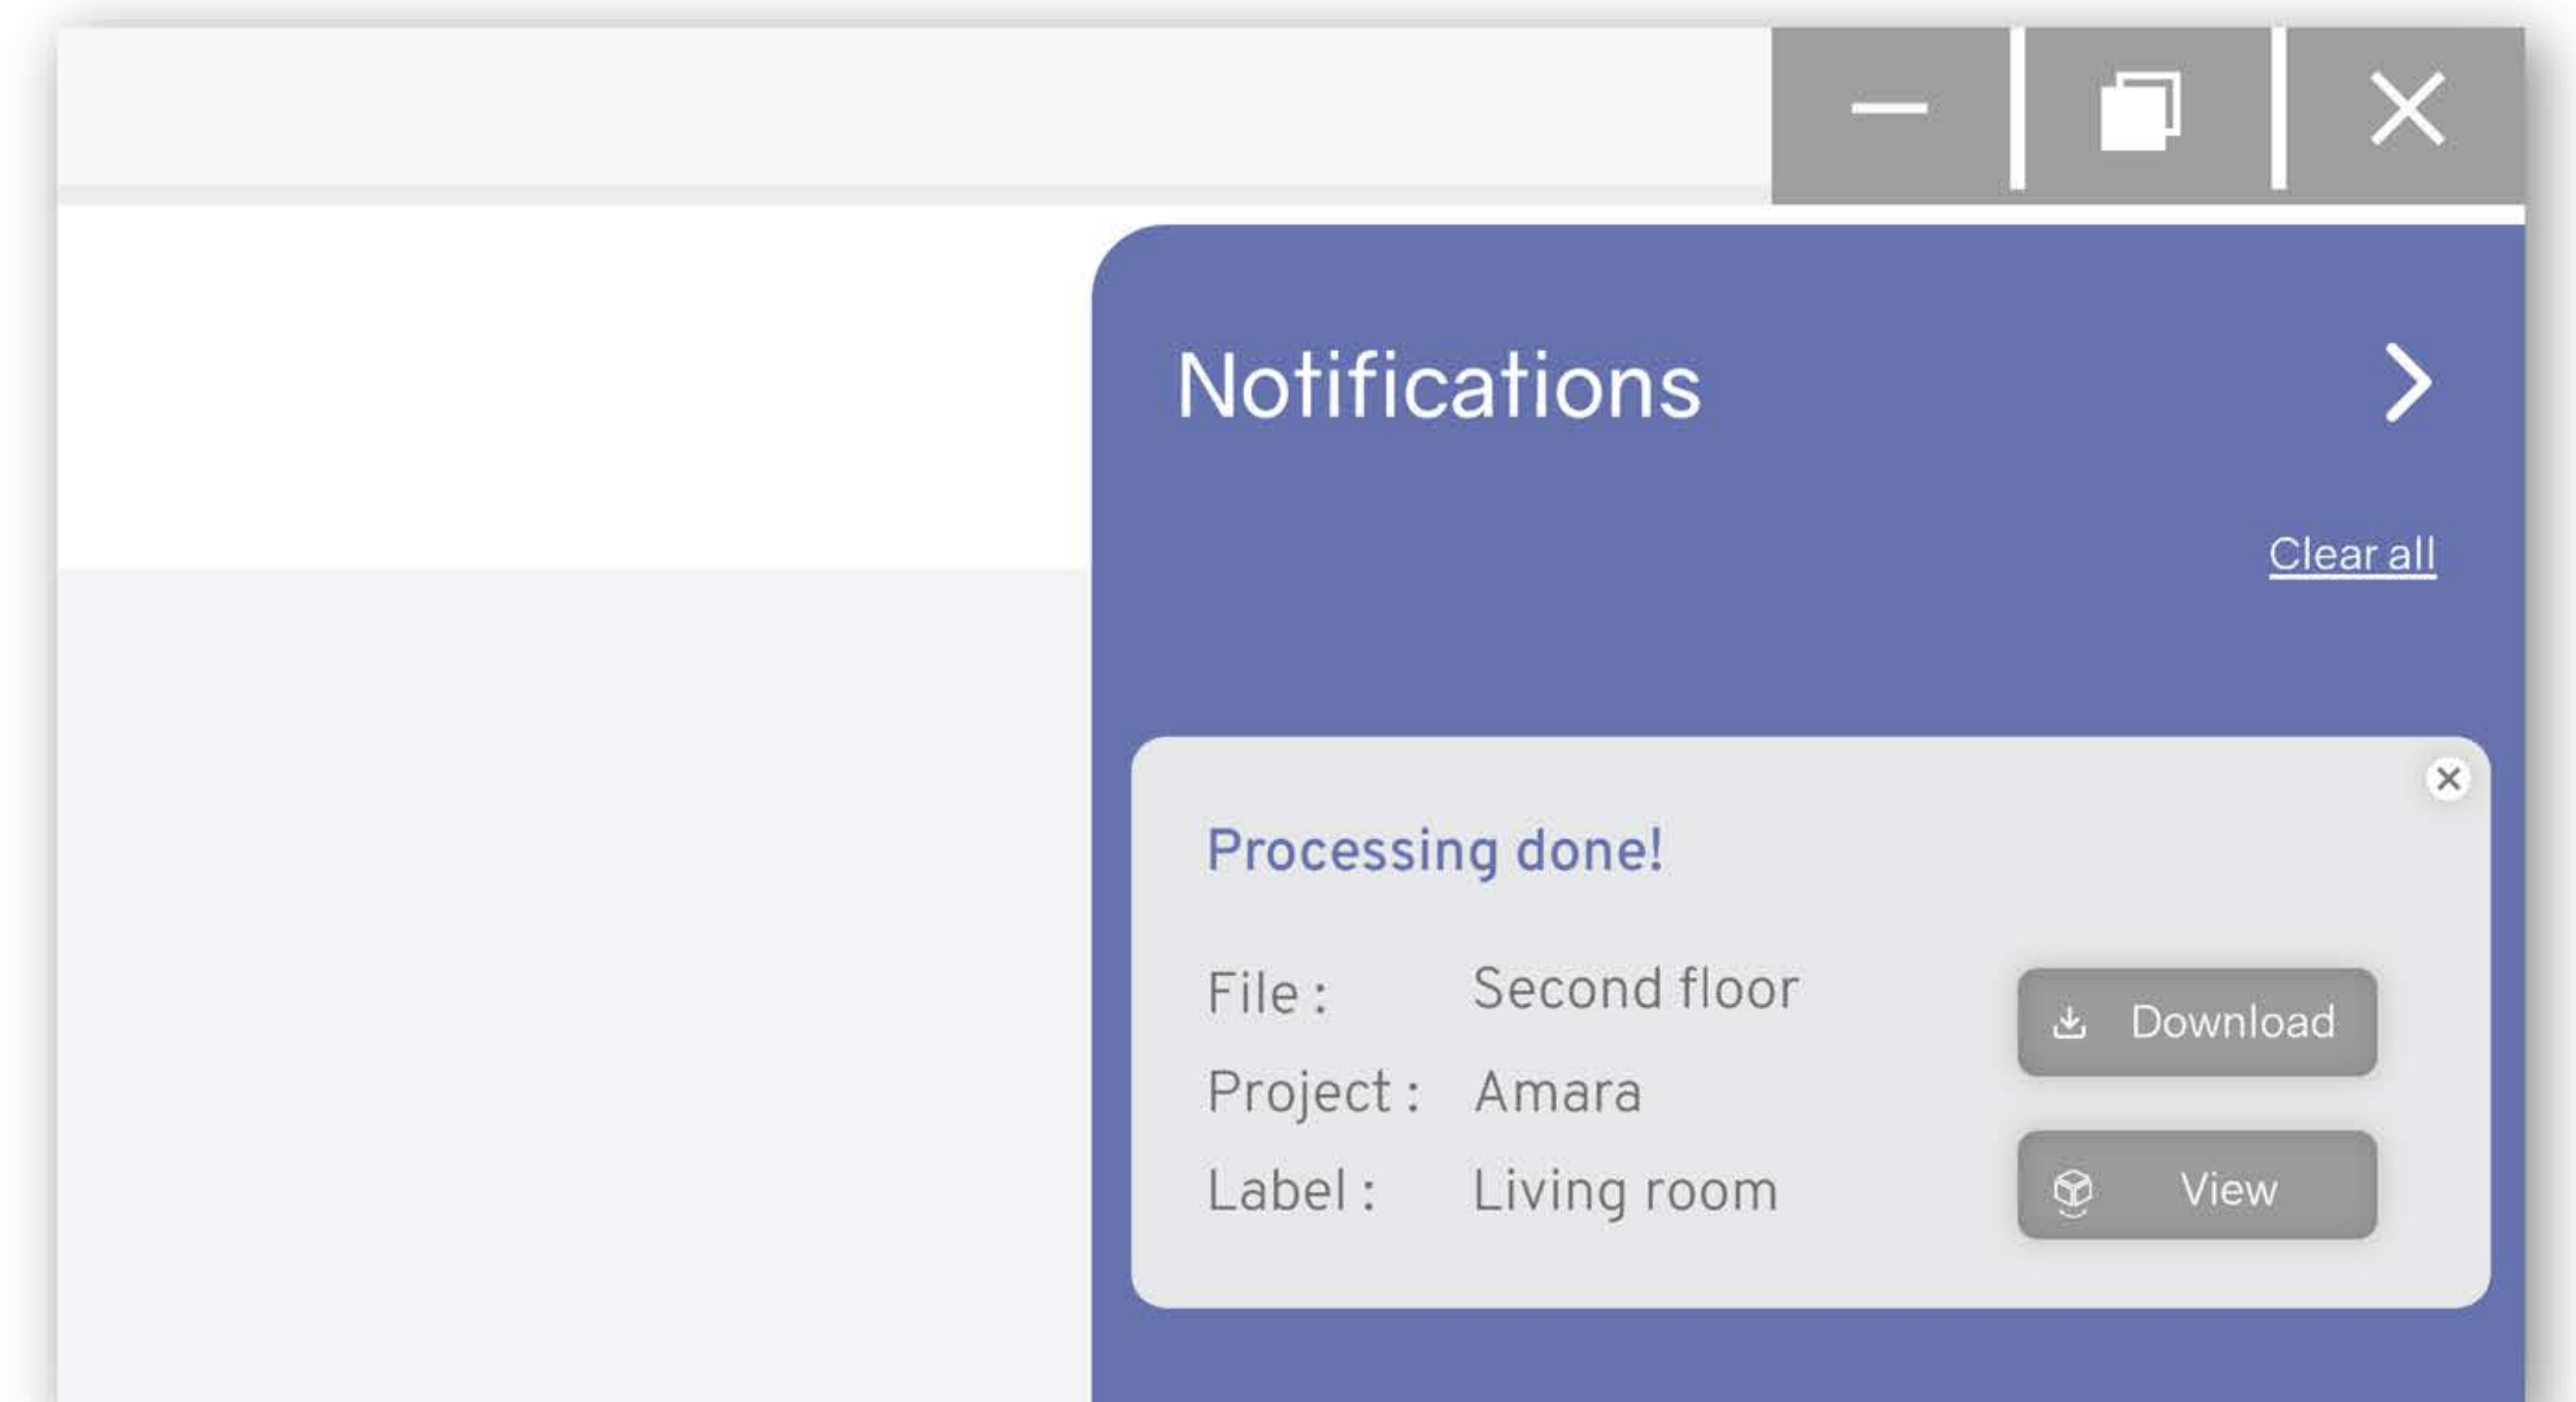 Notifications
Clear all
Processing done!
File : Second floor
Download
Project : Amara
Label : Living room
View